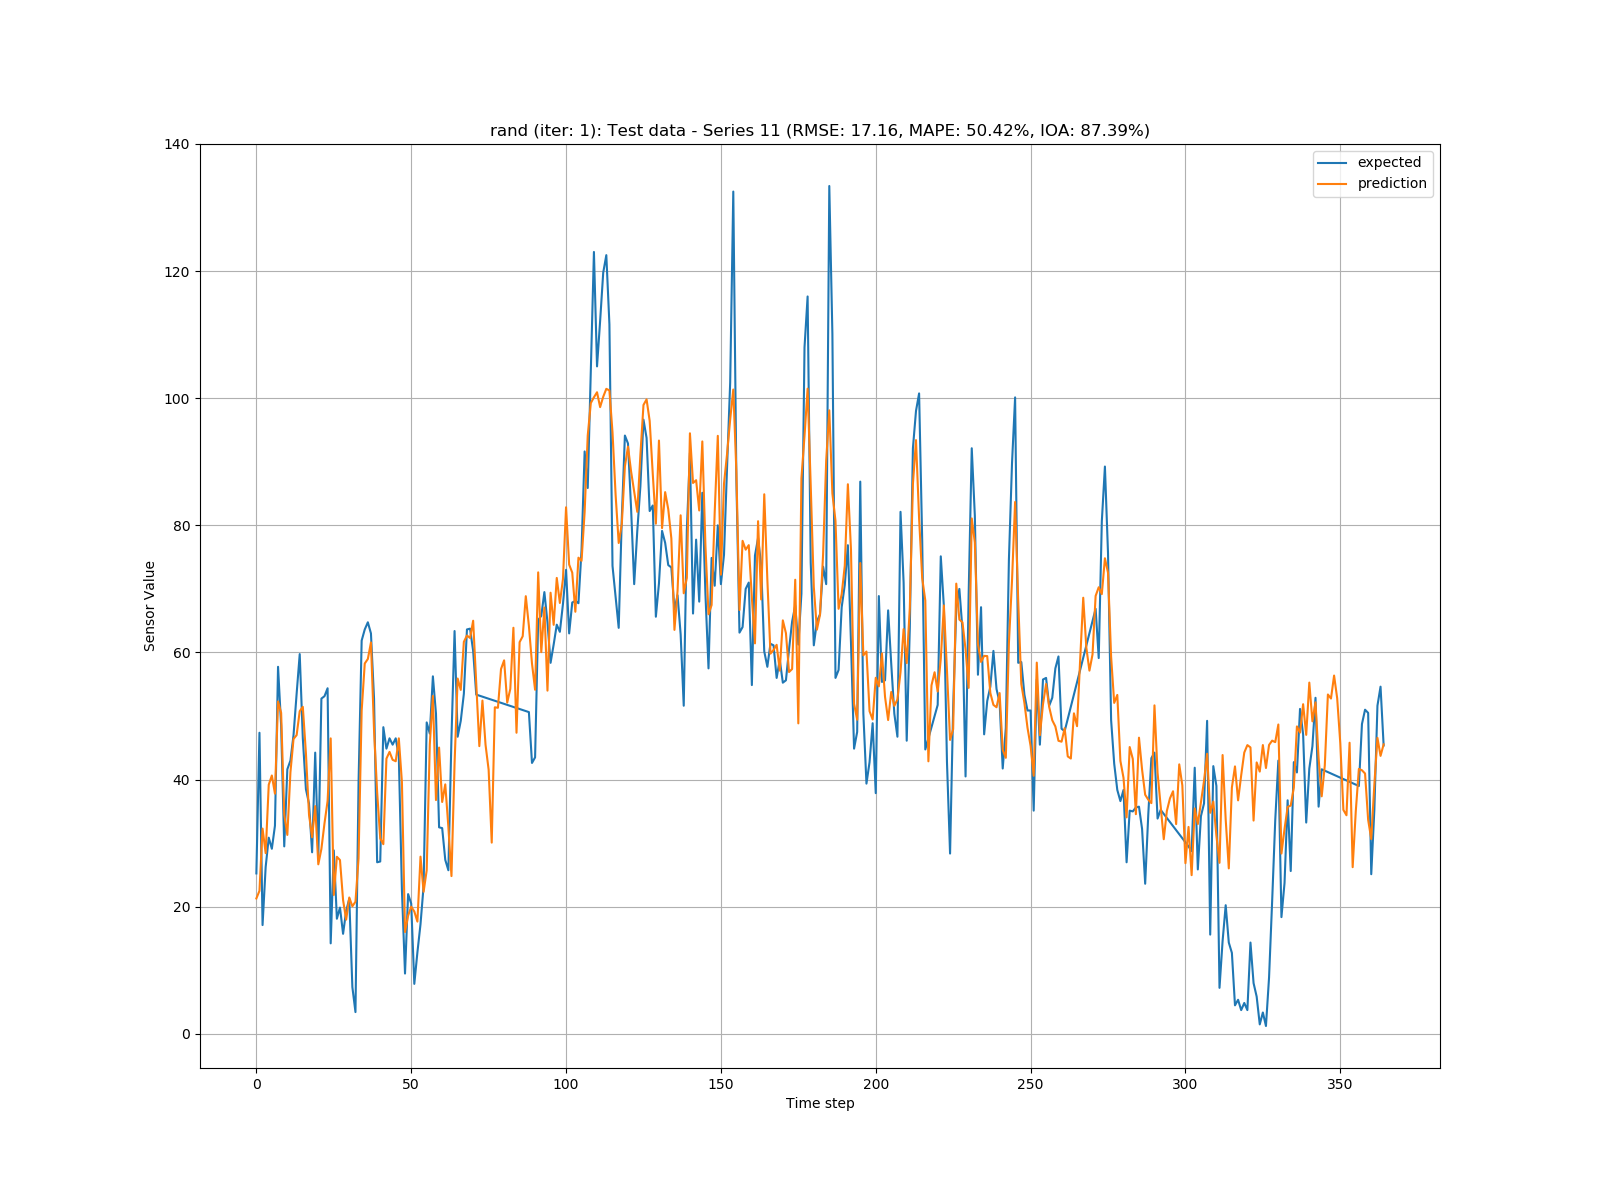 rand (iter: 1): Test data - Series 11 (RMSE: 17.16, MAPE: 50.42%, IOA: 87.39%)
expected
prediction
140
120
100
80
60
40
20
0
Sensor Value
0 50 100 150 200 250 300 350
Time step